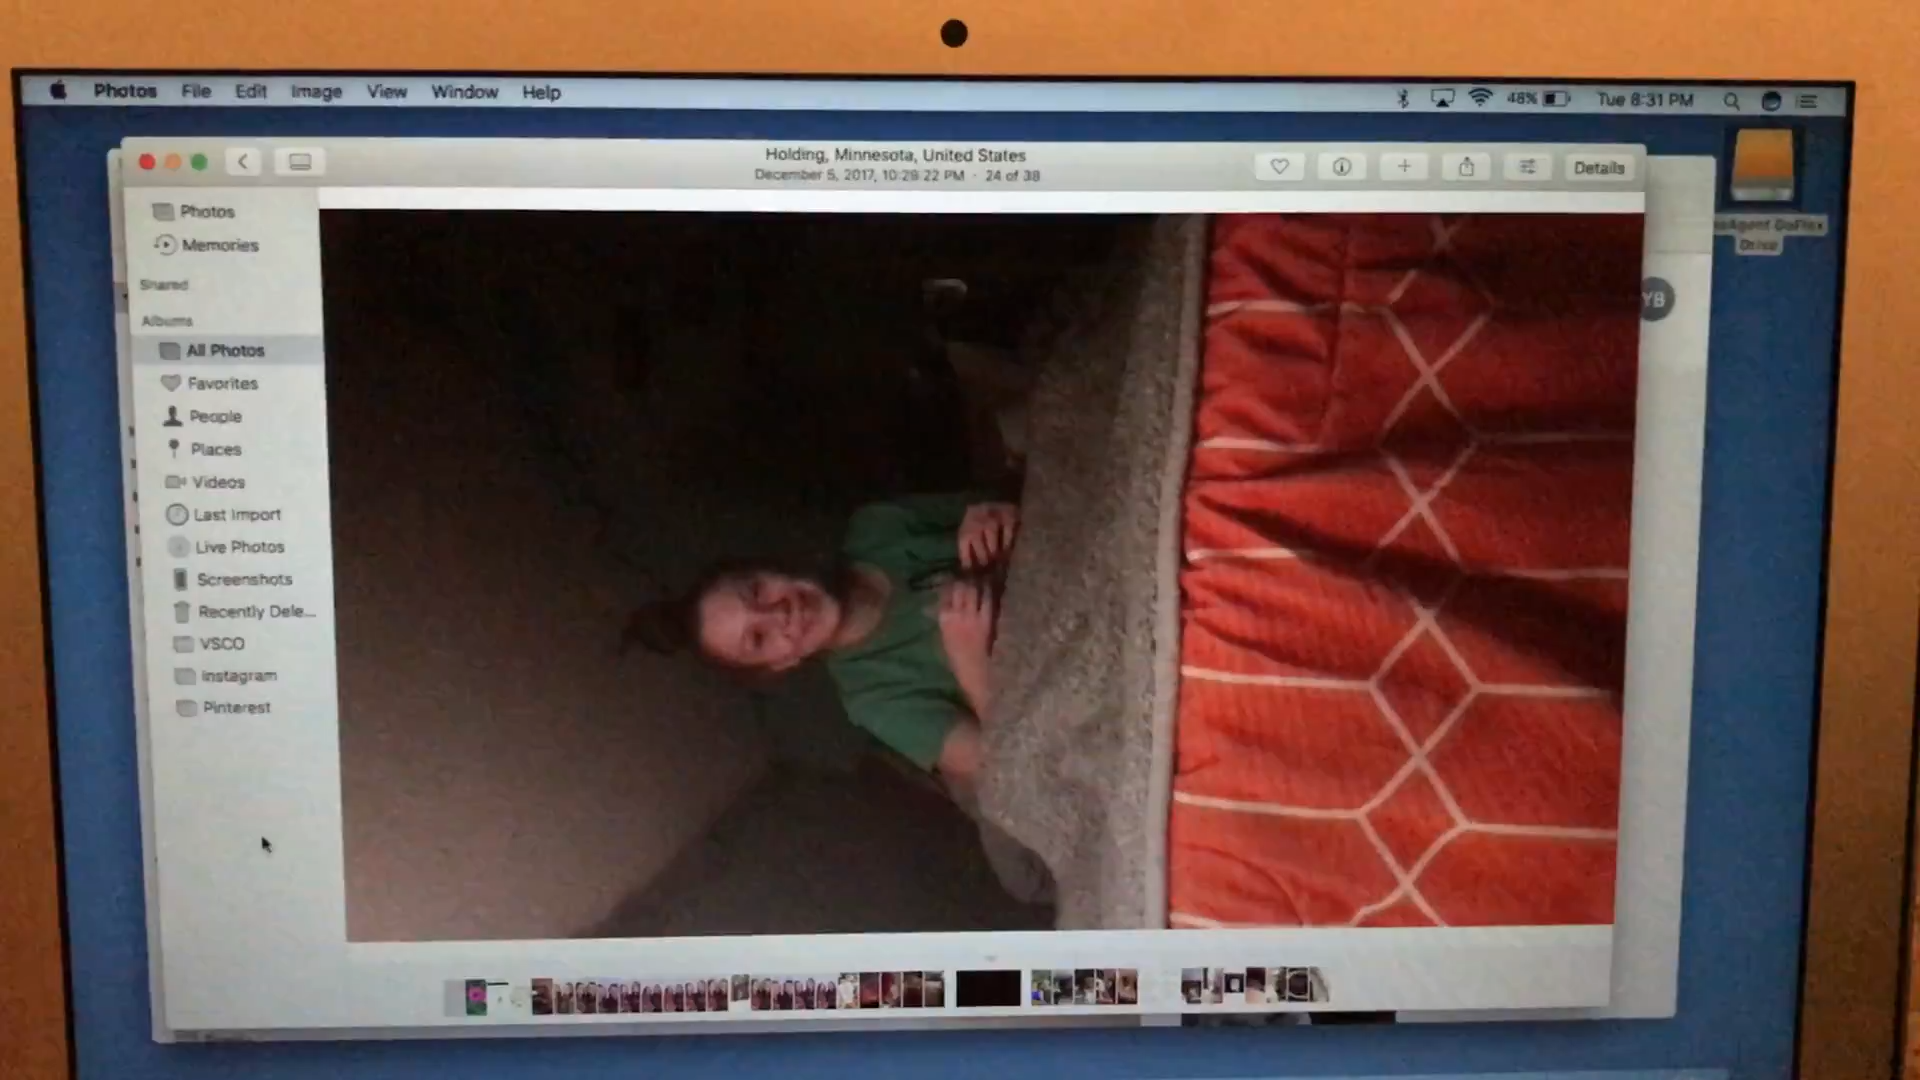 Photos File Edit Image View Window Help
48% Tue 8:31 PM
Holding, Minnesota, United States
December 5, 2017, 10:29:22 PM · 24 of 38
Details
Photos
Memories
Shared
Albums
All Photos
Favorites
People
Places
Videos
Last Import
Live Photos
Screenshots
Recently Dele...
VSCO
Instagram
Pinterest
YB
Drive